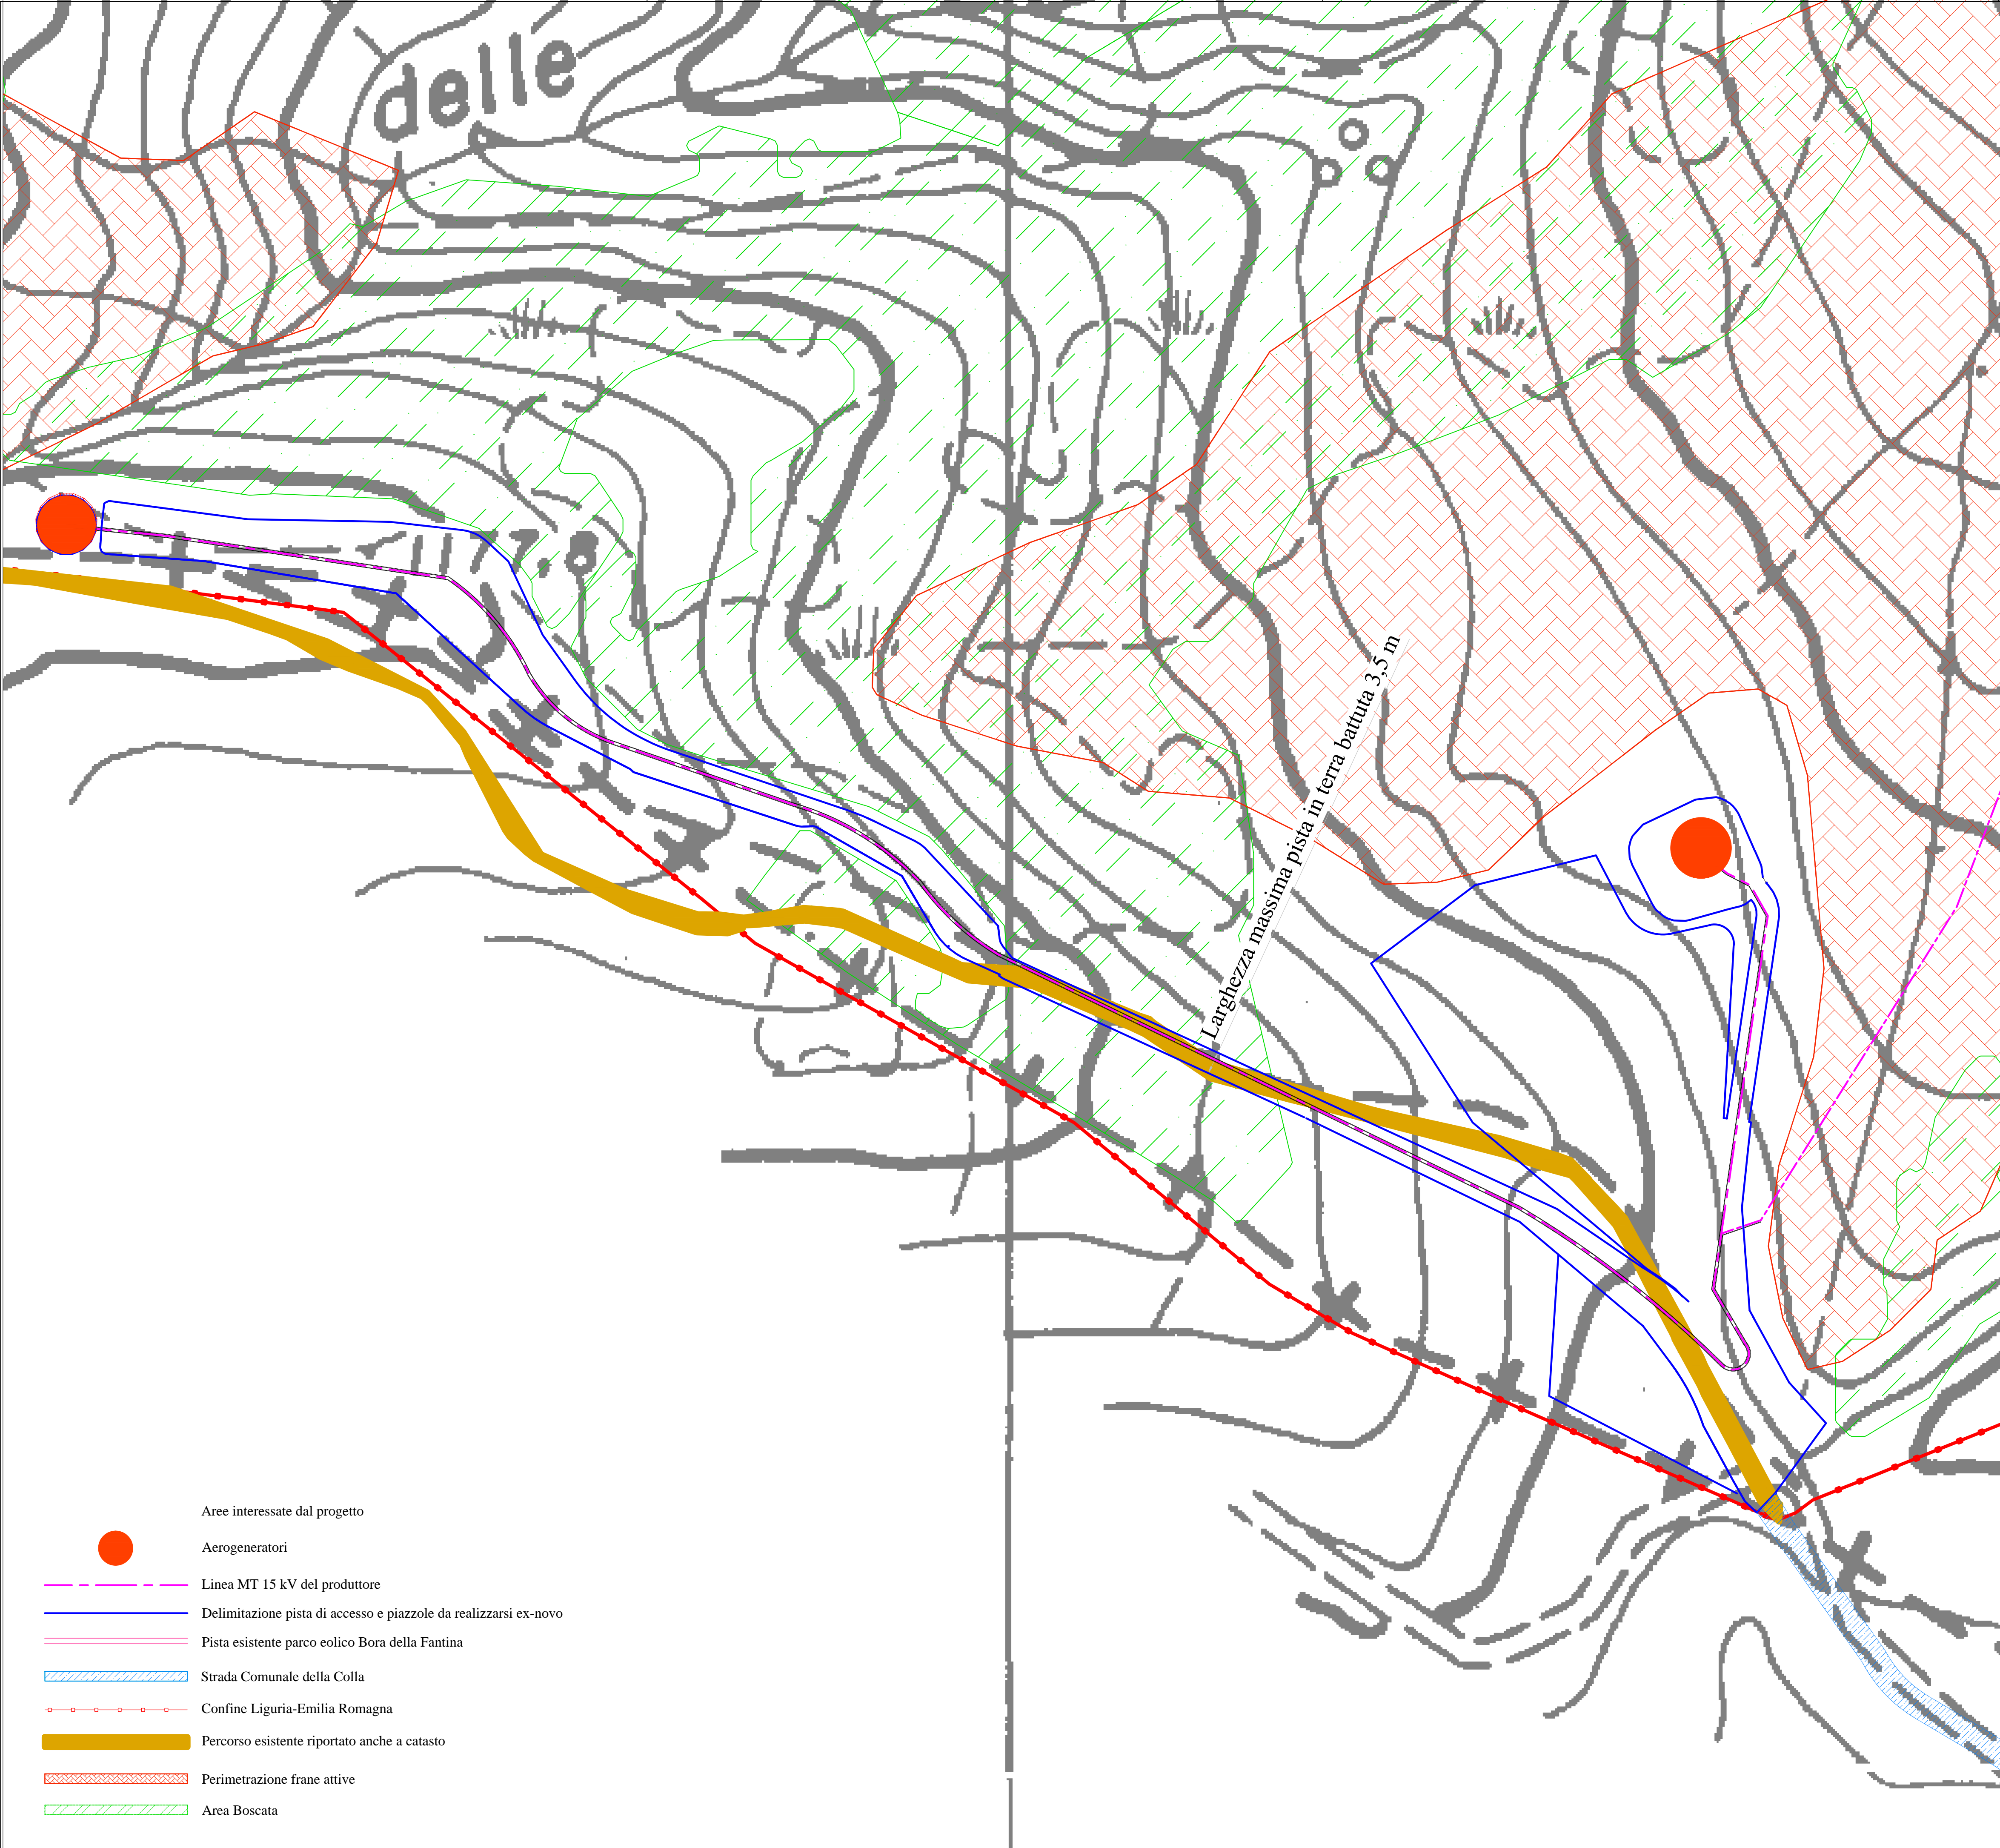 delle
1178
Larghezza massima pista in terra battuta 3,5 m
Aree interessate dal progetto
Aerogeneratori
Linea MT 15 kV del produttore
Delimitazione pista di accesso e piazzole da realizzarsi ex-novo
Pista esistente parco eolico Bora della Fantina
Strada Comunale della Colla
Confine Liguria-Emilia Romagna
Percorso esistente riportato anche a catasto
Perimetrazione frane attive
Area Boscata